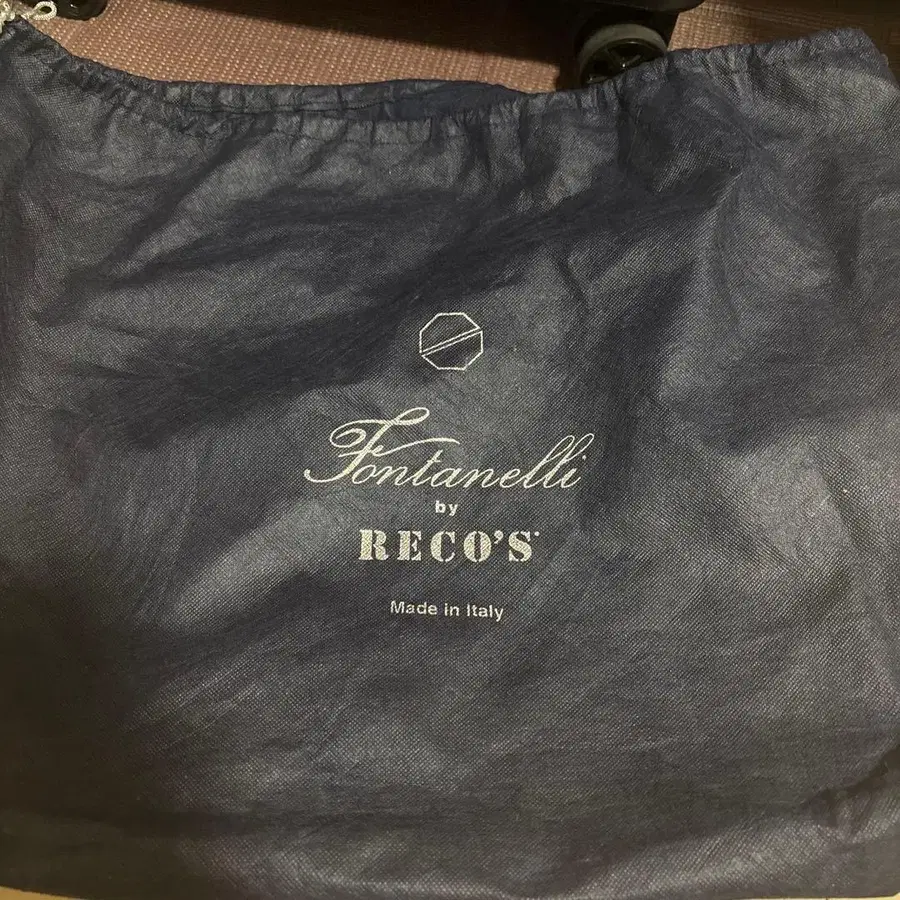 Fontanelli
by
RECO'S
Made in Italy